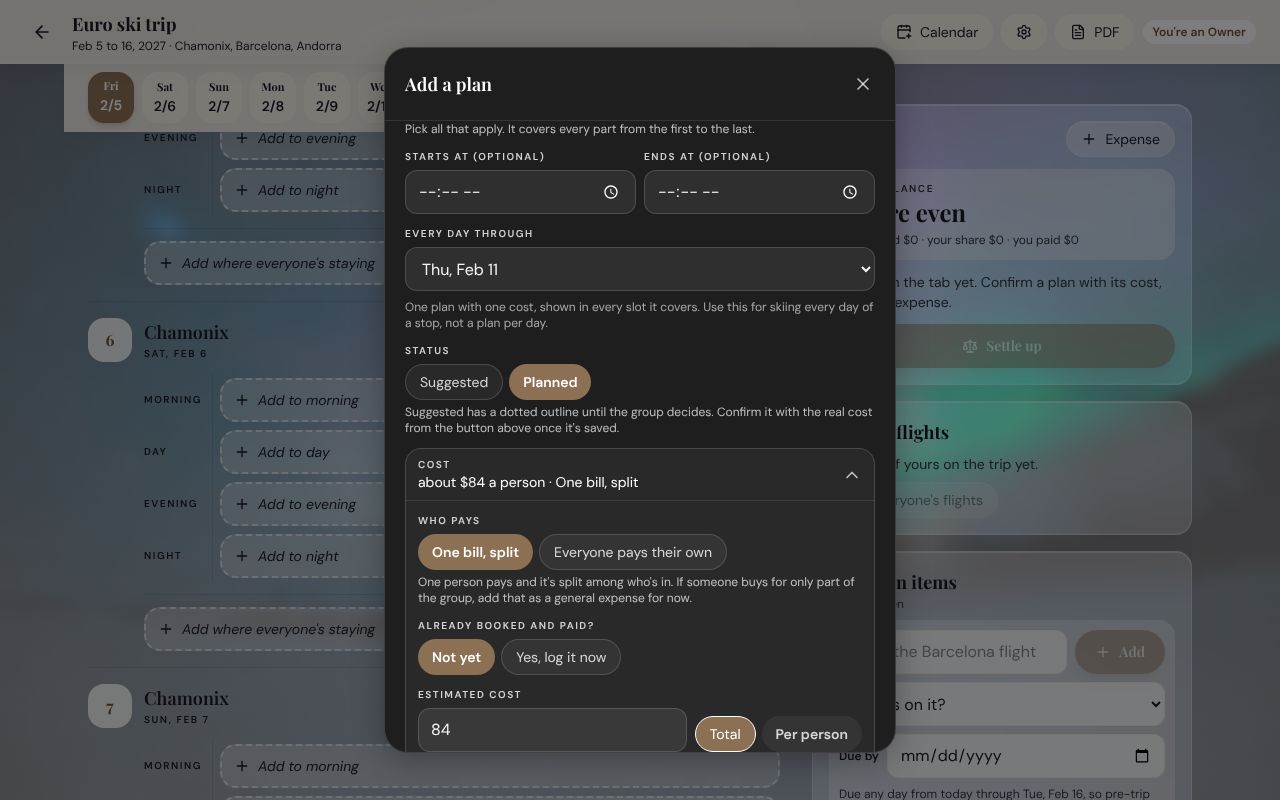 Euro ski trip
Feb 5 to 16, 2027 · Chamonix, Barcelona, Andorra
Calendar
PDF
You're an Owner
Fri
2/5
Sat
2/6
Sun
2/7
Mon
2/8
Tue
2/9
EVENING
Add to evening
NIGHT
Add to night
Add where everyone's staying
6
Chamonix
SAT, FEB 6
MORNING
Add to morning
DAY
Add to day
EVENING
Add to evening
NIGHT
Add to night
Add where everyone's staying
7
Chamonix
SUN, FEB 7
MORNING
Add to morning
Add a plan
Pick all that apply. It covers every part from the first to the last.
STARTS AT (OPTIONAL)
ENDS AT (OPTIONAL)
--:-- --
--:-- --
EVERY DAY THROUGH
Thu, Feb 11
One plan with one cost, shown in every slot it covers. Use this for skiing every day of
a stop, not a plan per day.
STATUS
Suggested
Planned
Suggested has a dotted outline until the group decides. Confirm it with the real cost
from the button above once it's saved.
COST
about $84 a person · One bill, split
WHO PAYS
One bill, split
Everyone pays their own
One person pays and it's split among who's in. If someone buys for only part of
the group, add that as a general expense for now.
ALREADY BOOKED AND PAID?
Not yet
Yes, log it now
ESTIMATED COST
84
Total
Per person
Expense
even
$0 · your share $0 · you paid $0
the tab yet. Confirm a plan with its cost,
expense.
Settle up
flights
yours on the trip yet.
flights
items
the Barcelona flight
Add
on it?
Due by
mm/dd/yyyy
Due any day from today through Tue, Feb 16, so pre-trip